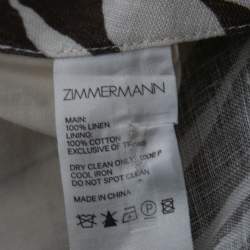 ZIMMERMANN
MAIN:
100% LINEN
LINING:
100% COTTON
EXCLUSIVE OF
DRY CLEAN ONLY
COOL IRON
DO NOT SPOT CLEAN
MADE IN CHINA
P